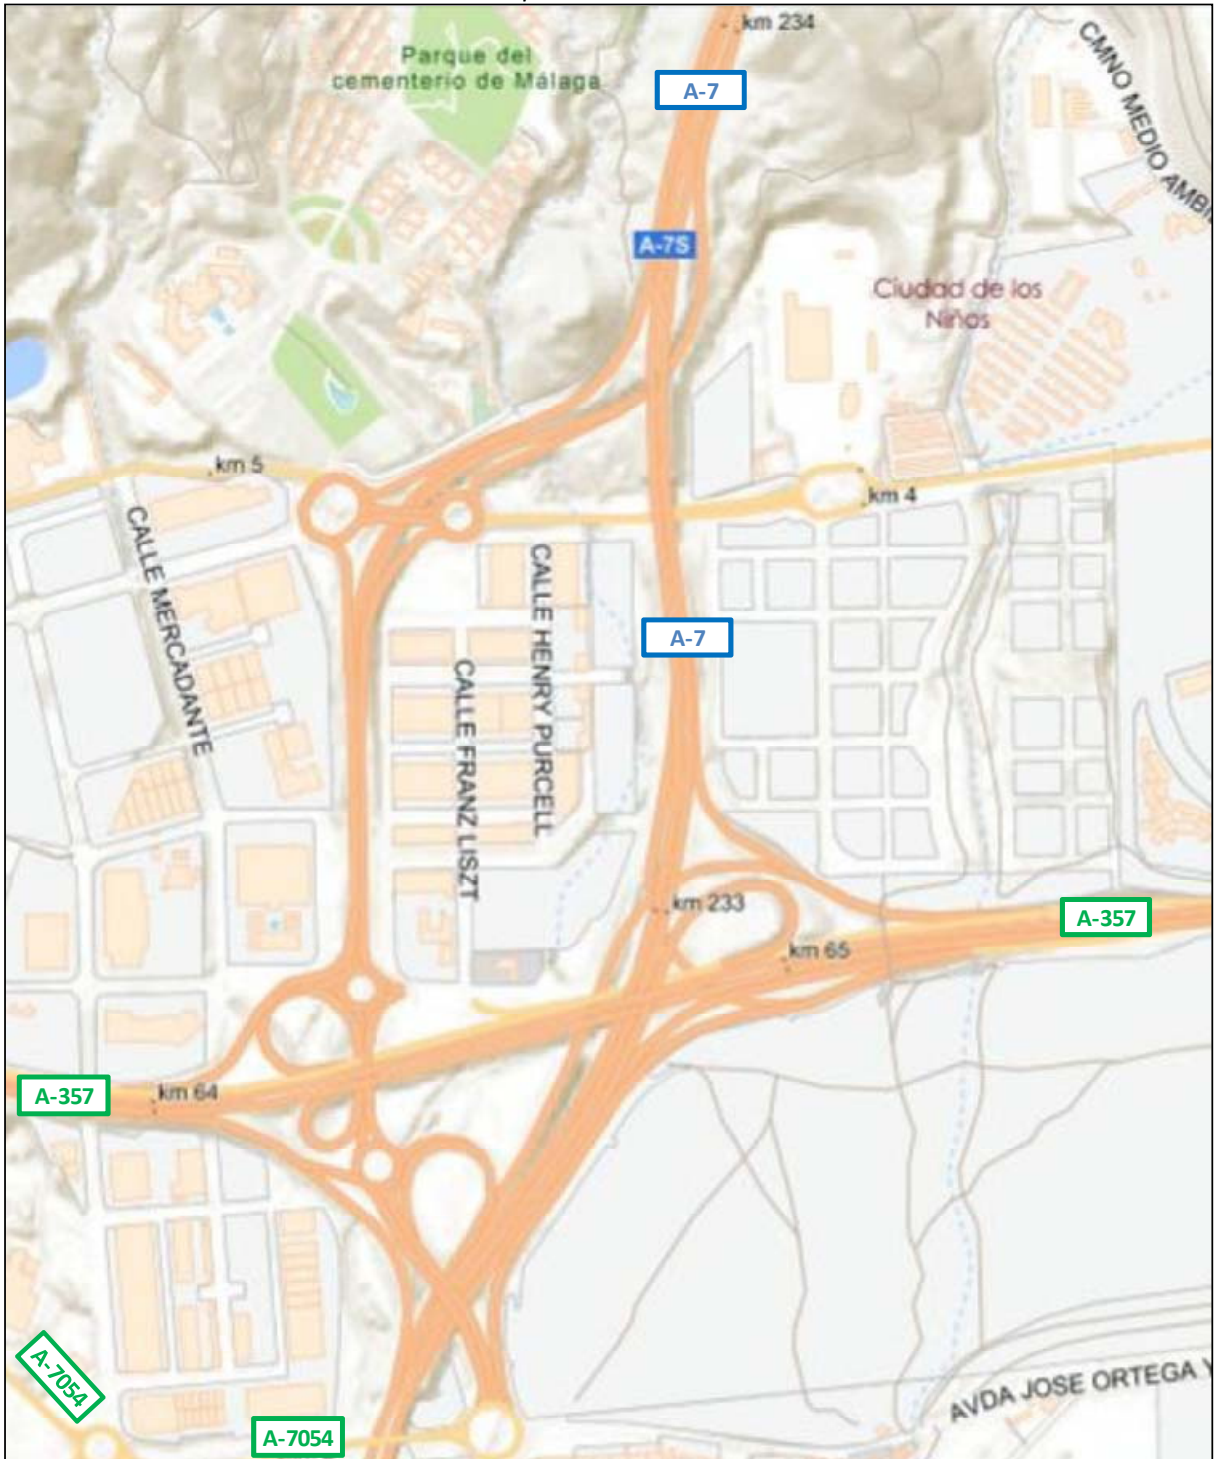 km 234
Parque del
cementerio de Málaga
A-7
CMNO MEDIO AMBI
A-7S
Ciudad de los
Niños
km 5
km 4
CALLE MERCADANTE
CALLE HENRY PURCELL
A-7
CALLE FRANZ LISZT
km 233
A-357
km 65
A-357
km 64
A-7054
AVDA JOSE ORTEGA Y
A-7054